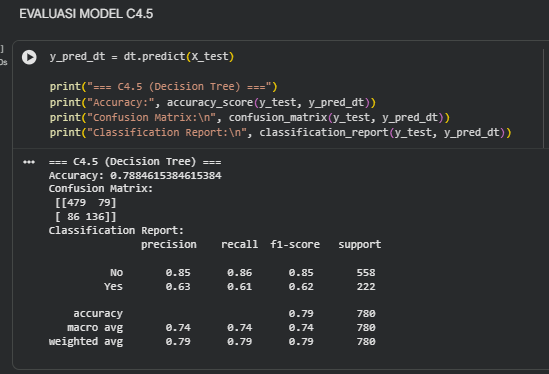 EVALUASI MODEL C4.5
]
0s
y_pred_dt = dt.predict(X_test)
print("=== C4.5 (Decision Tree) ===")
print("Accuracy:", accuracy_score(y_test, y_pred_dt))
print("Confusion Matrix:\n", confusion_matrix(y_test, y_pred_dt))
print("Classification Report:\n", classification_report(y_test, y_pred_dt))
=== C4.5 (Decision Tree) ===
Accuracy: 0.7884615384615384
Confusion Matrix:
[[479  79]
[ 86 136]]
Classification Report:
precision    recall  f1-score   support
No       0.85      0.86      0.85       558
Yes       0.63      0.61      0.62       222
accuracy                           0.79       780
macro avg       0.74      0.74      0.74       780
weighted avg       0.79      0.79      0.79       780